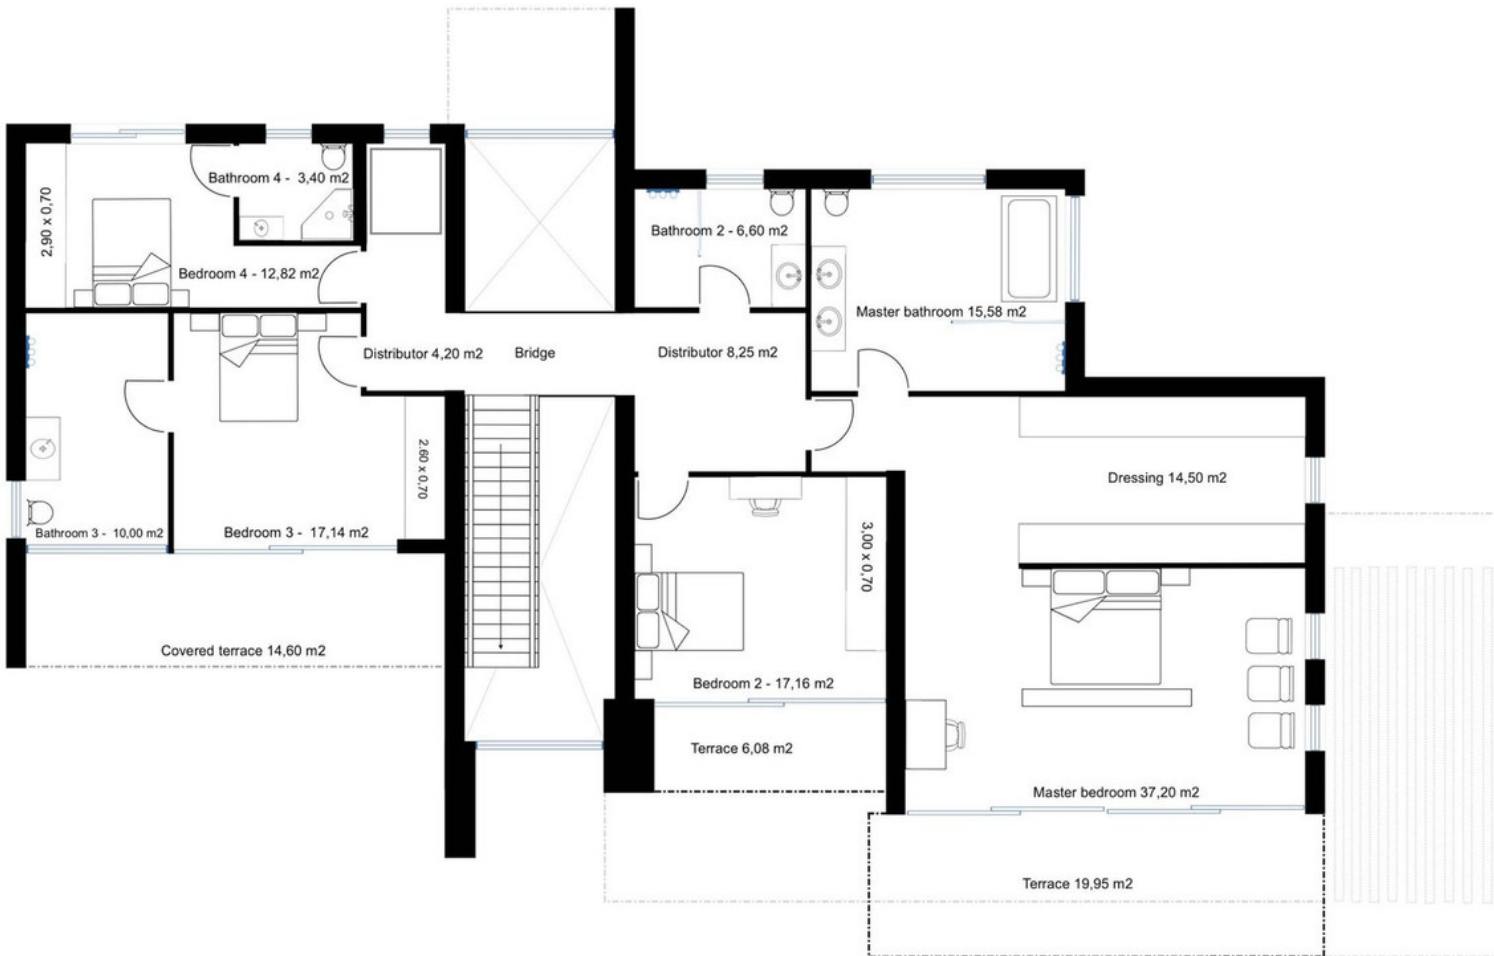 Bathroom 4 - 3,40 m2
2,90 x 0,70
Bedroom 4 - 12,82 m2
Bathroom 2 - 6,60 m2
Master bathroom 15,58 m2
Distributor 4,20 m2
Bridge
Distributor 8,25 m2
2.60 x 0,70
Dressing 14,50 m2
Bathroom 3 - 10,00 m2
Bedroom 3 - 17,14 m2
3,00 x 0,70
Covered terrace 14,60 m2
Bedroom 2 - 17,16 m2
Terrace 6,08 m2
Master bedroom 37,20 m2
Terrace 19,95 m2